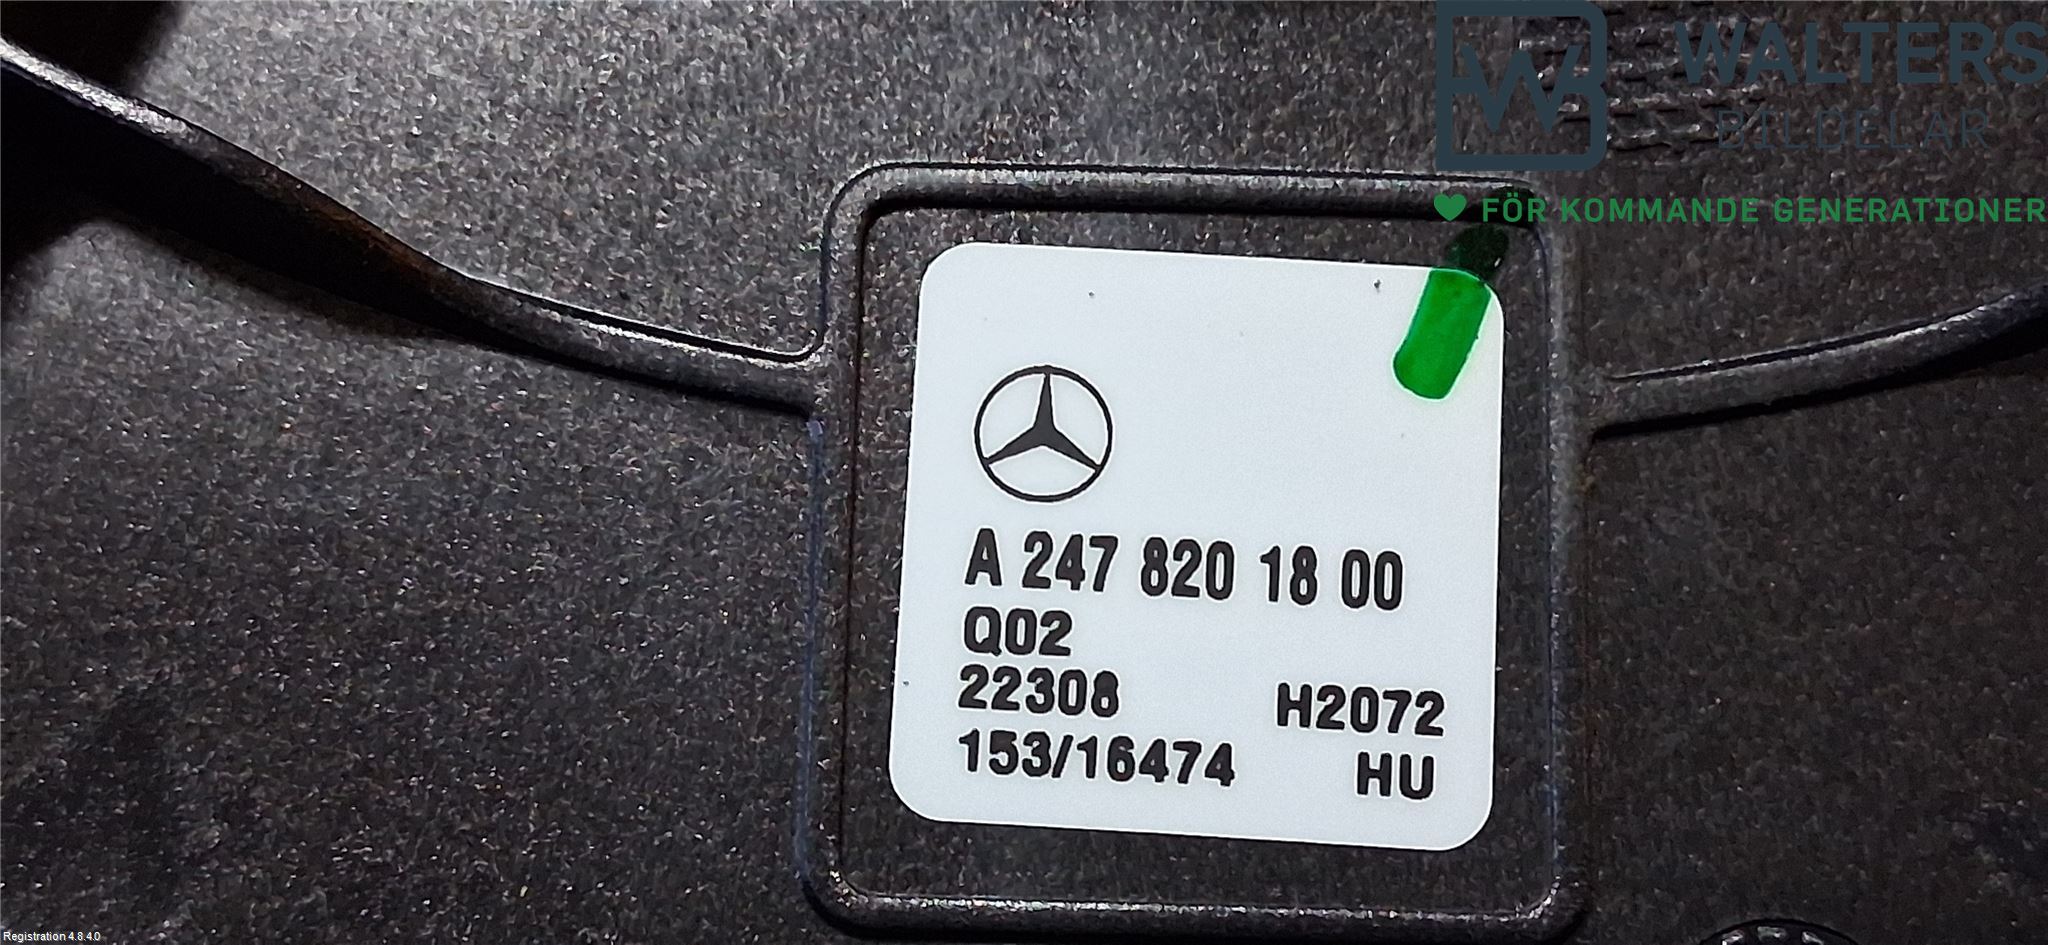 WALTERS
BILDELAR
FÖR KOMMANDE GENERATIONER
A 247 820 18 00
Q02
22308 H2072
153/16474 HU
Registration 4.8.4.0